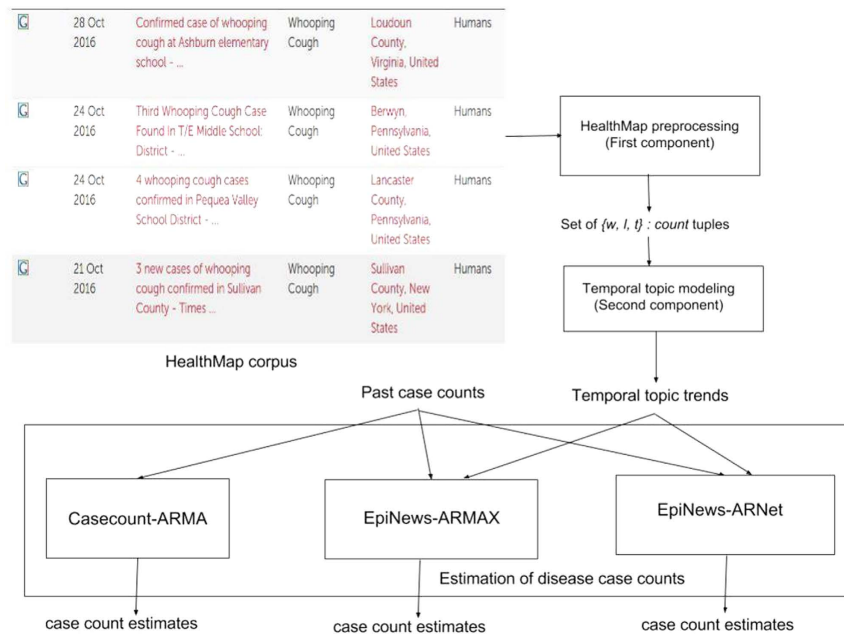 G 28 Oct Confirmed case of whooping Whooping Loudoun Humans
2016 cough at Ashburn elementary Cough County,
school - ... Virginia, United
States
G 24 Oct Third Whooping Cough Case Whooping Berwyn, Humans
2016 Found In T/E Middle School: Cough Pennsylvania,
District - ... United States
G 24 Oct 4 whooping cough cases Whooping Lancaster Humans
2016 confirmed in Pequea Valley Cough County,
School District - ... Pennsylvania,
United States
G 21 Oct 3 new cases of whooping Whooping Sullivan Humans
2016 cough confirmed in Sullivan Cough County, New
County - Times ... York, United
States
HealthMap corpus
HealthMap preprocessing
(First component)
Set of {w, l, t} : count tuples
Temporal topic modeling
(Second component)
Past case counts
Temporal topic trends
Casecount-ARMA
EpiNews-ARMAX
EpiNews-ARNet
Estimation of disease case counts
case count estimates
case count estimates
case count estimates